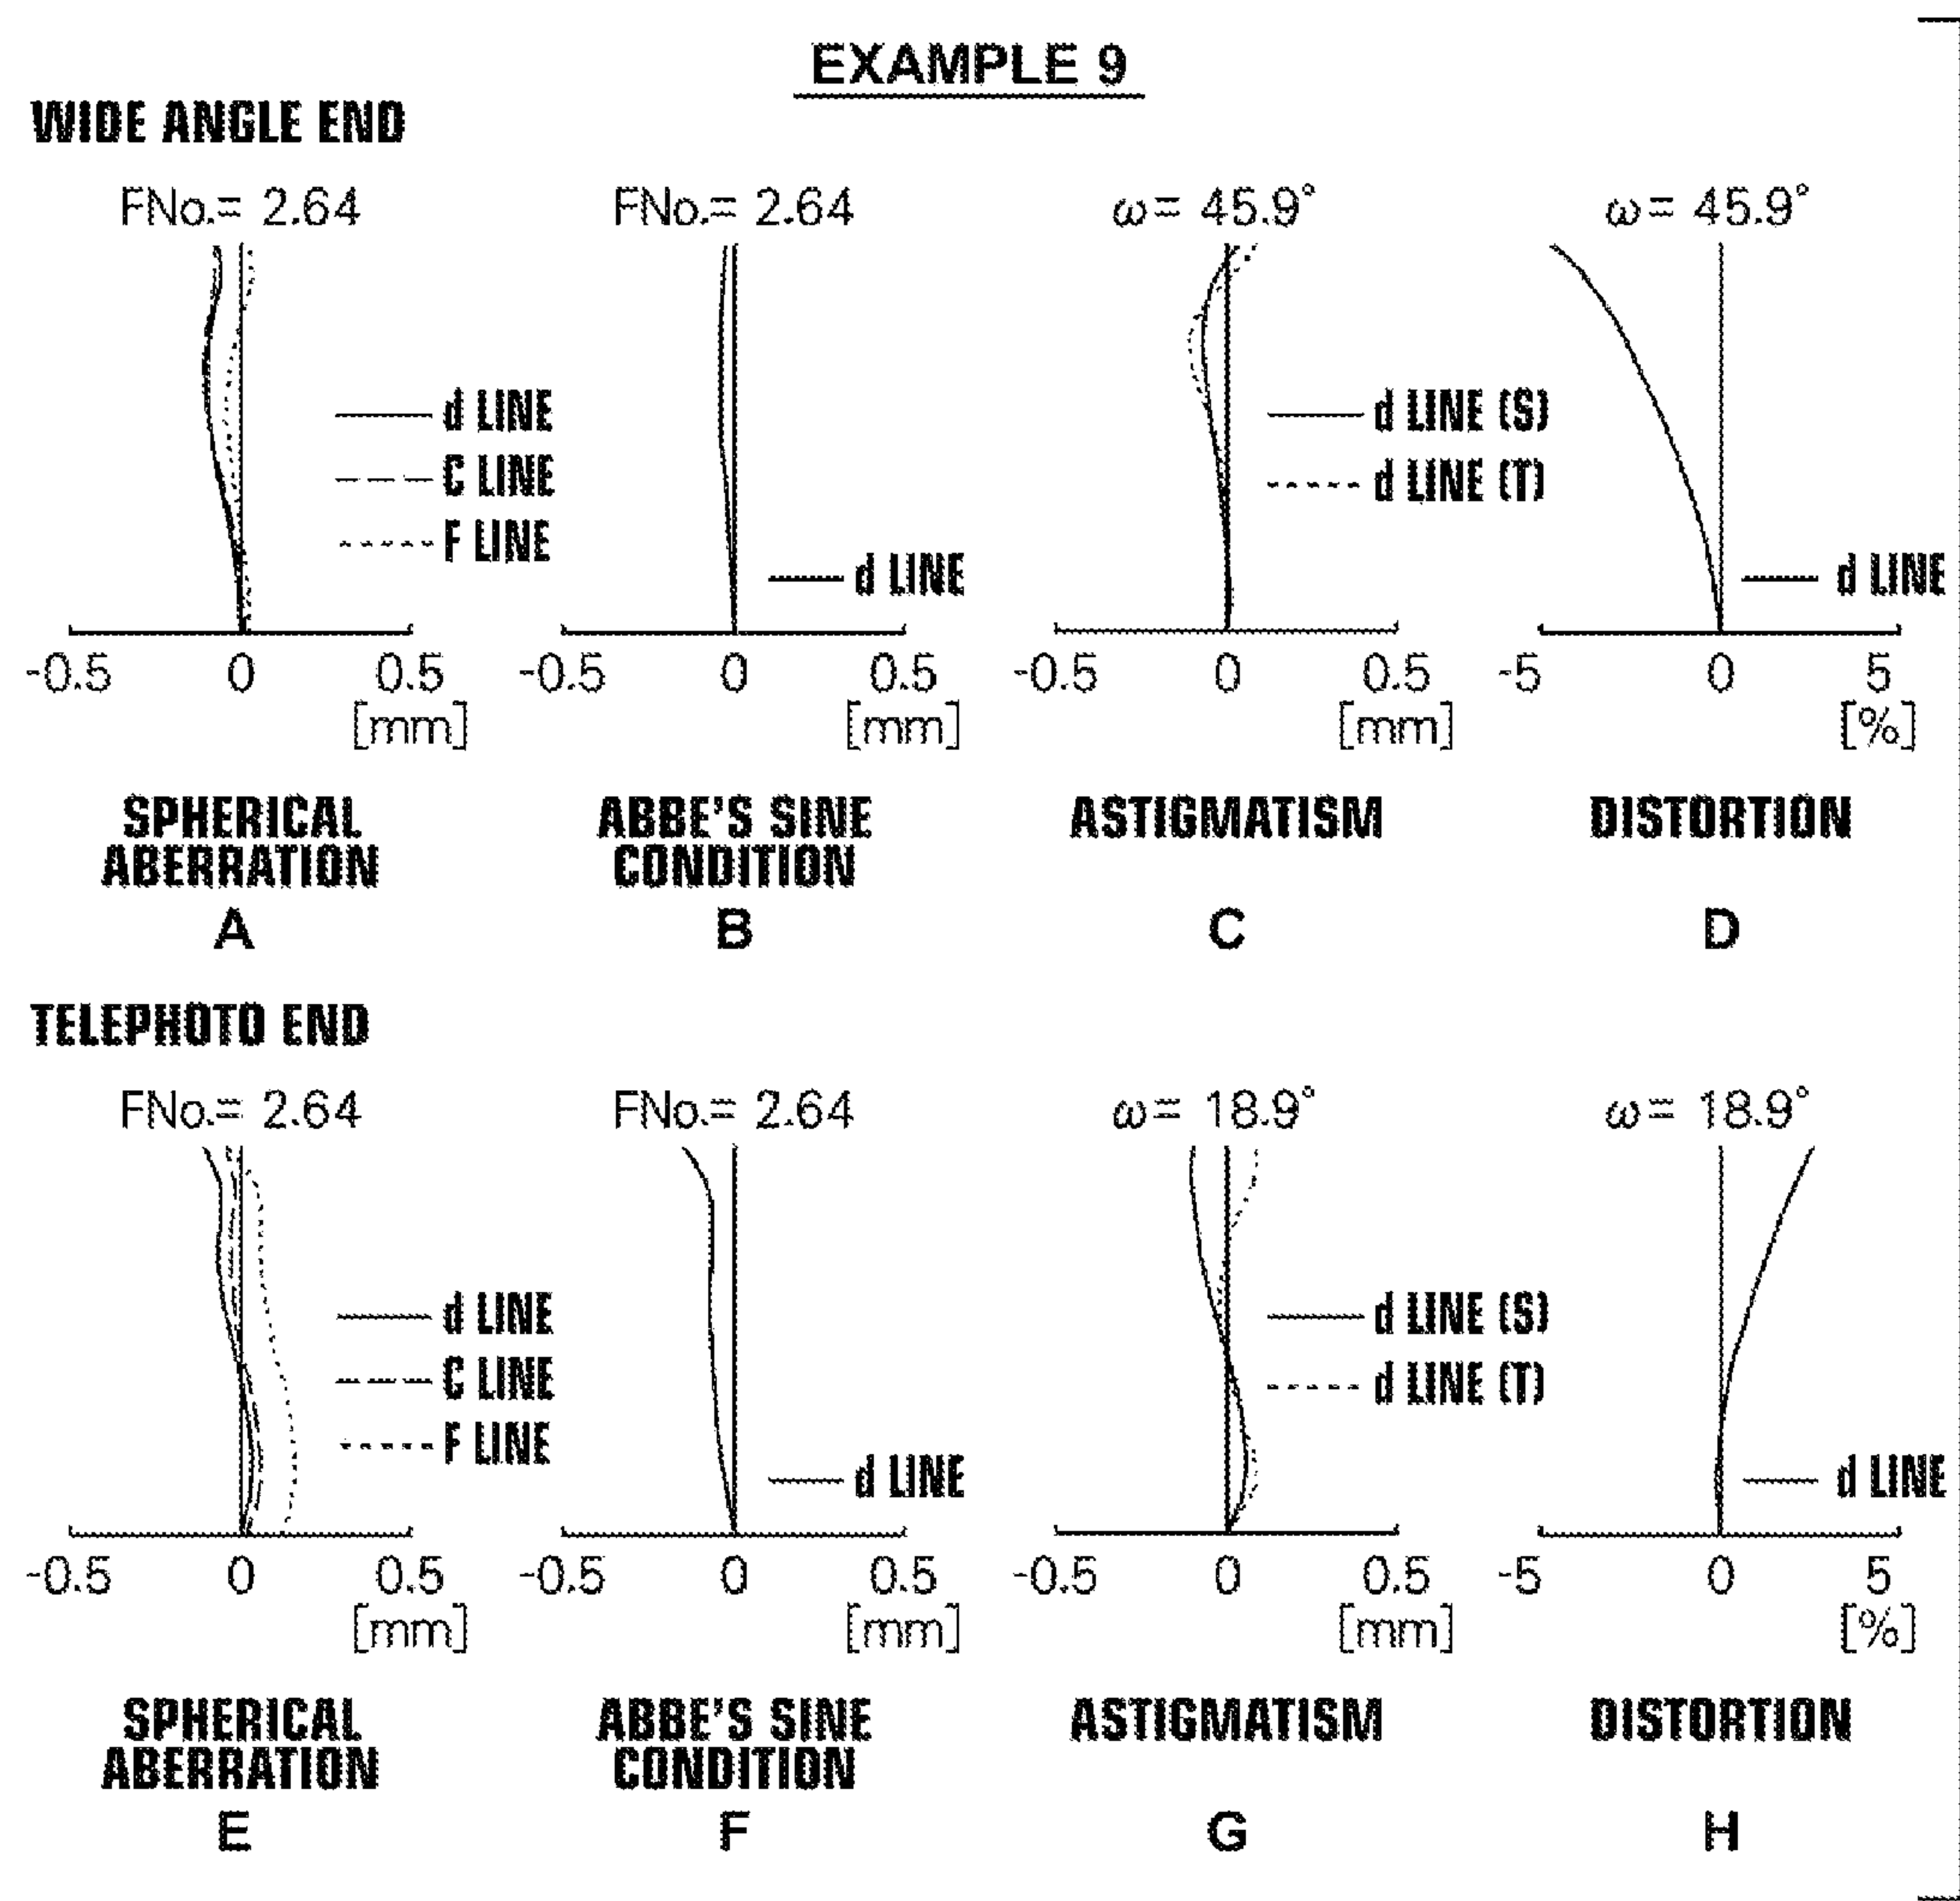 EXAMPLE 9
WIDE ANGLE END
FNo.= 2.64
FNo.= 2.64
ω= 45.9°
ω= 45.9°
d LINE
C LINE
F LINE
d LINE
d LINE (S)
d LINE (T)
d LINE
-0.5 0 0.5
[mm]
-0.5 0 0.5
[mm]
-0.5 0 0.5
[mm]
-5 0 5
[%]
SPHERICAL
ABERRATION
A
ABBE'S SINE
CONDITION
B
ASTIGMATISM
C
DISTORTION
D
TELEPHOTO END
FNo.= 2.64
FNo.= 2.64
ω= 18.9°
ω= 18.9°
d LINE
C LINE
F LINE
d LINE
d LINE (S)
d LINE (T)
d LINE
-0.5 0 0.5
[mm]
-0.5 0 0.5
[mm]
-0.5 0 0.5
[mm]
-5 0 5
[%]
SPHERICAL
ABERRATION
E
ABBE'S SINE
CONDITION
F
ASTIGMATISM
G
DISTORTION
H